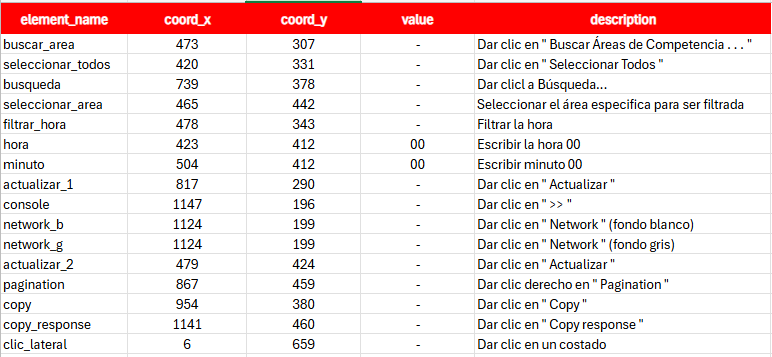 element_name coord_x coord_y value description
buscar_area 473 307 - Dar clic en " Buscar Áreas de Competencia . . . "
seleccionar_todos 420 331 - Dar clic en " Seleccionar Todos "
busqueda 739 378 - Dar clicl a Búsqueda...
seleccionar_area 465 442 - Seleccionar el área especifica para ser filtrada
filtrar_hora 478 343 - Filtrar la hora
hora 423 412 00 Escribir la hora 00
minuto 504 412 00 Escribir minuto 00
actualizar_1 817 290 - Dar clic en " Actualizar "
console 1147 196 - Dar clic en " >> "
network_b 1124 199 - Dar clic en " Network " (fondo blanco)
network_g 1124 199 - Dar clic en " Network " (fondo gris)
actualizar_2 479 424 - Dar clic en " Actualizar "
pagination 867 459 - Dar clic derecho en " Pagination "
copy 954 380 - Dar clic en " Copy "
copy_response 1141 460 - Dar clic en " Copy response "
clic_lateral 6 659 - Dar clic en un costado